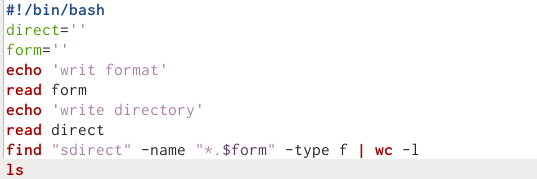 #!/bin/bash
direct=''
form=''
echo 'writ format'
read form
echo 'write directory'
read direct
find "sdirect" -name "*.$form" -type f | wc -l
ls